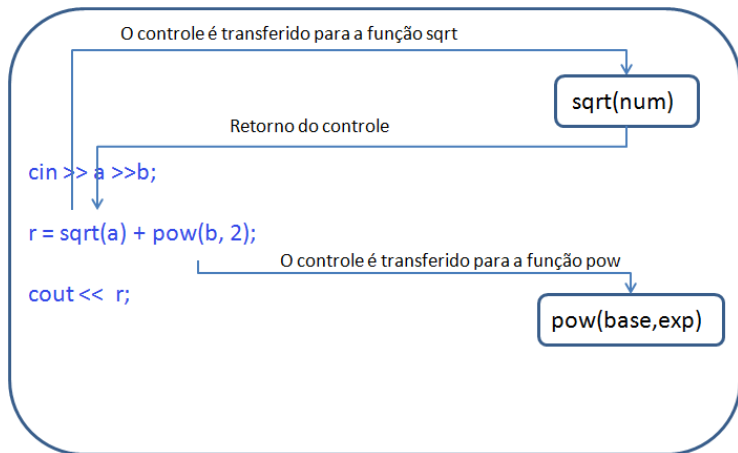 O controle é transferido para a função sqrt
sqrt(num)
Retorno do controle
cin >> a >>b;
r = sqrt(a) + pow(b, 2);
O controle é transferido para a função pow
cout << r;
pow(base,exp)